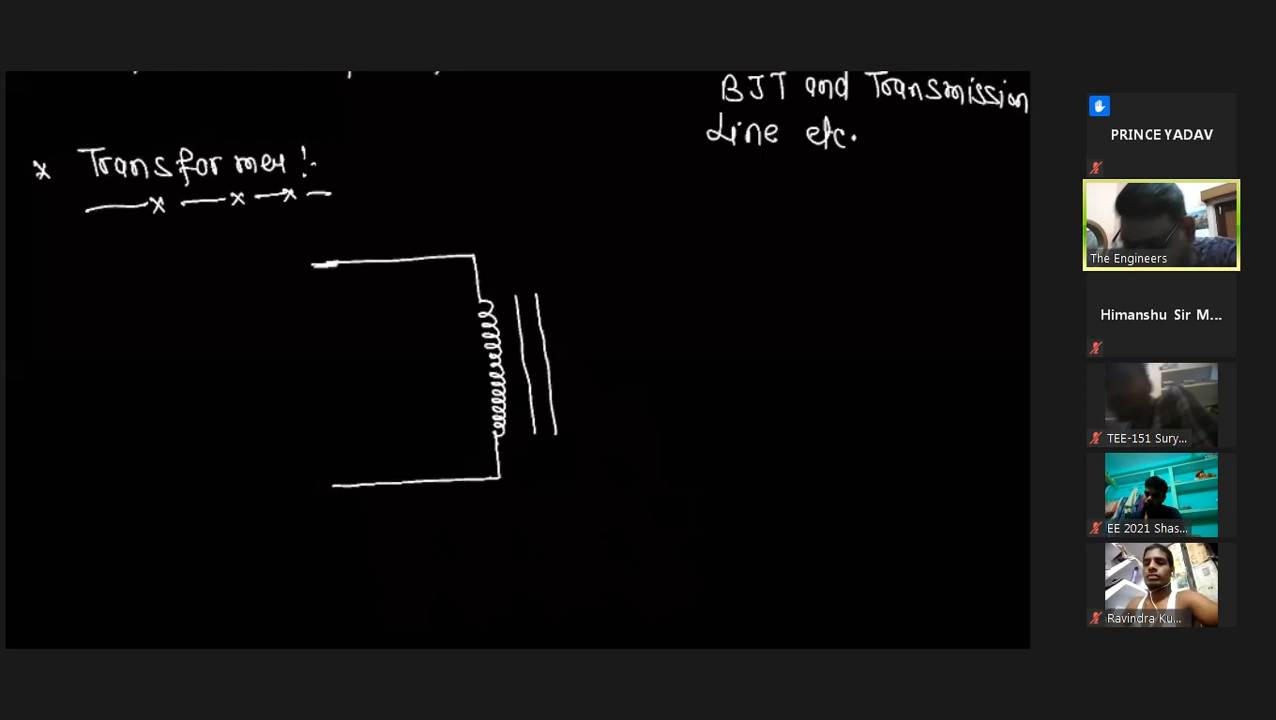 BJT and Transmission
Line etc.
x Transformer :-
PRINCE YADAV
The Engineers
Himanshu Sir M...
TEE-151 Sury...
EE 2021 Shas...
Ravindra Ku...